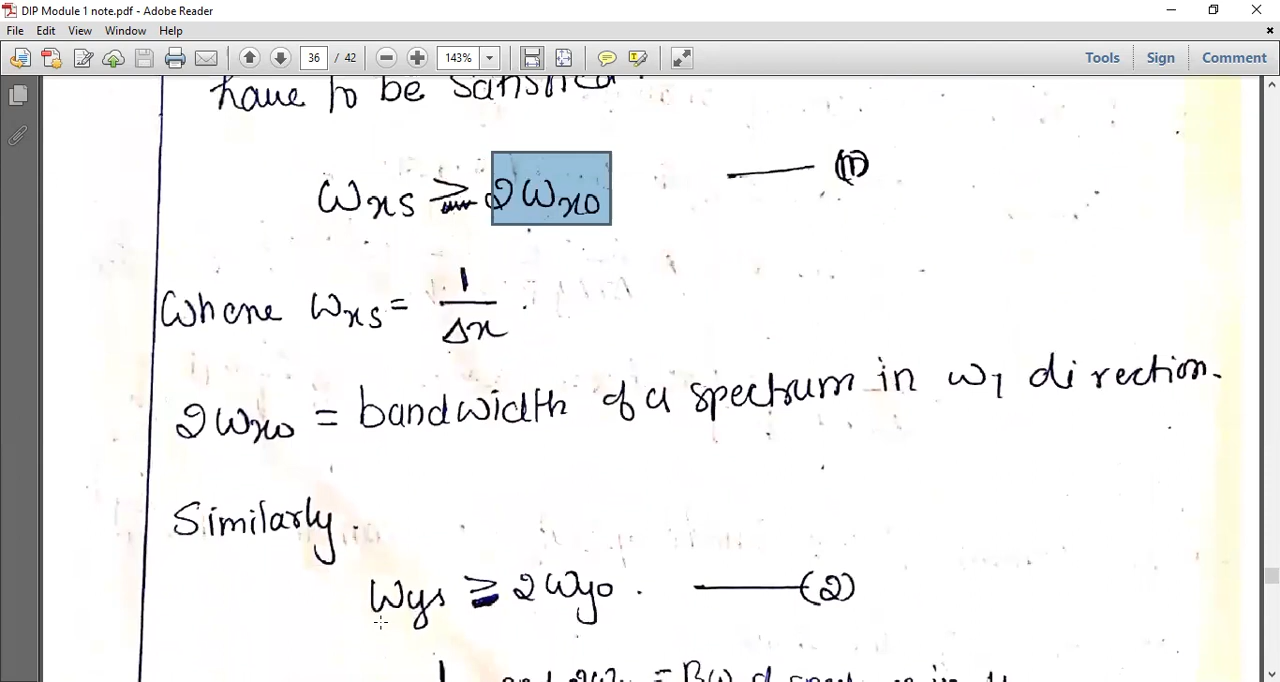 DIP Module 1 note.pdf - Adobe Reader
File Edit View Window Help
36 / 42 143% Tools Sign Comment
have to be satisfied.
ωxs ≥ 2ωx0 —— (1)
Where ωxs = 1/Δx .
2ωx0 = bandwidth of a spectrum in ω1 direction.
Similarly.
ωys ≥ 2ωy0 . ——(2)